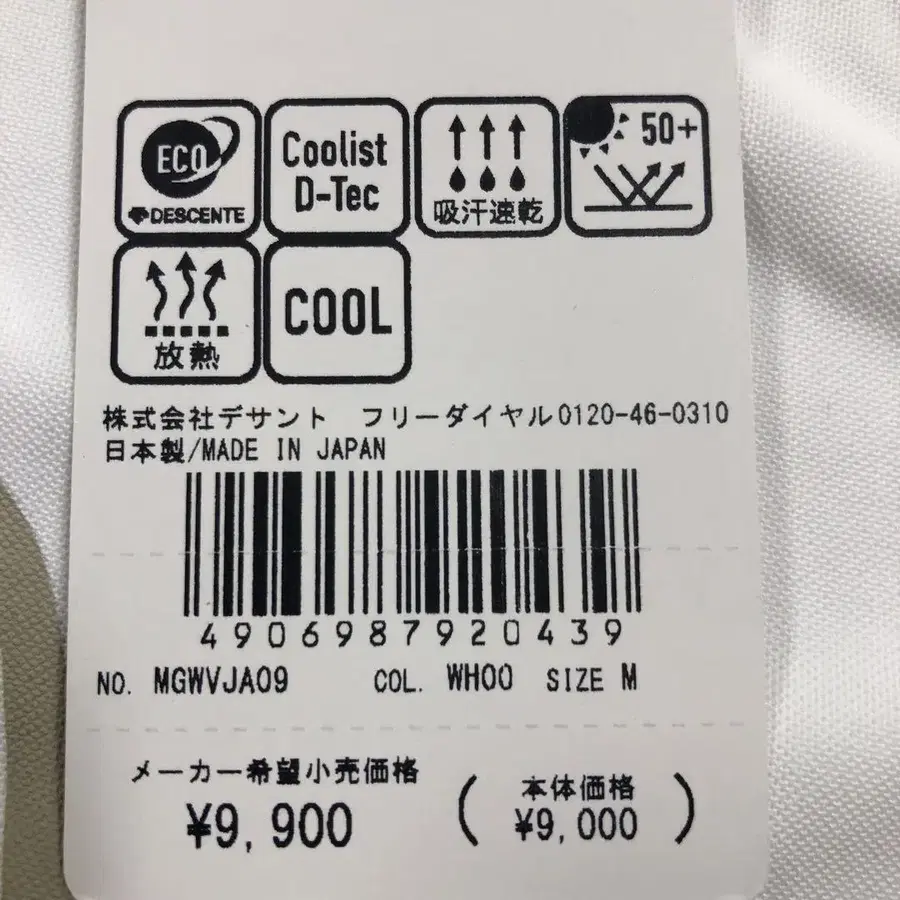 ECO
DESCENTE
Coolist
D-Tec
吸汗速乾
50+
放熱
COOL
株式会社デサント　フリーダイヤル0120-46-0310
日本製/MADE IN JAPAN
4906987920439
NO. MGWVJA09 COL. WH00 SIZE M
メーカー希望小売価格
¥9,900
(本体価格
¥9,000)